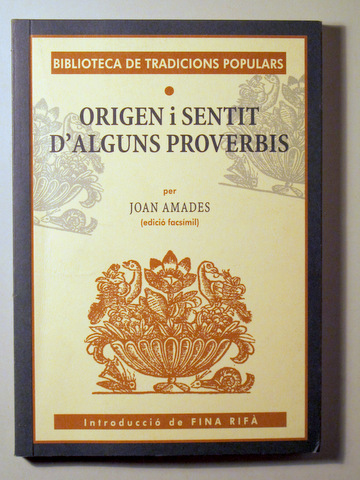 BIBLIOTECA DE TRADICIONS POPULARS
ORIGEN i SENTIT
D'ALGUNS PROVERBIS
per
JOAN AMADES
(edició facsímil)
Introducció de FINA RIFÀ